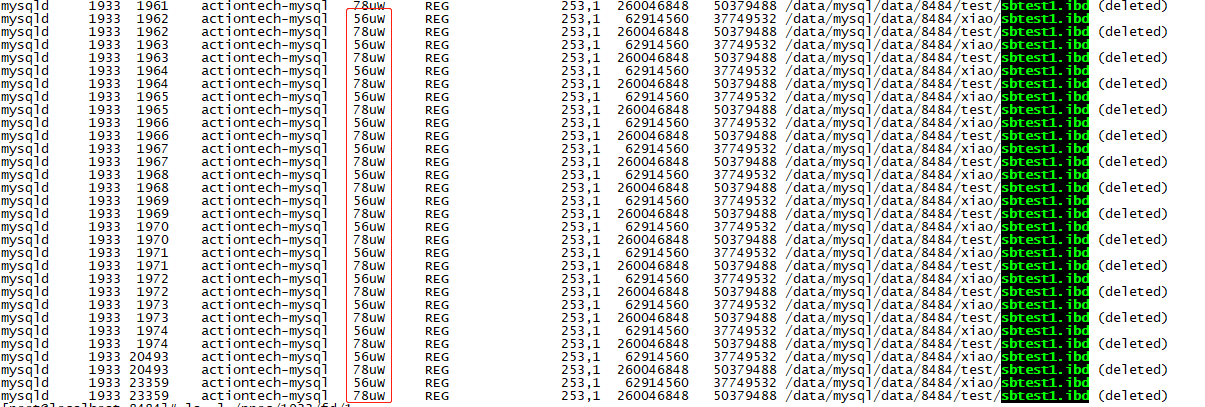 mysqld 1933 1961 actiontech-mysql 78uW REG 253,1 260046848 50379488 /data/mysql/data/8484/test/sbtest1.ibd (deleted)
mysqld 1933 1962 actiontech-mysql 56uW REG 253,1 62914560 37749532 /data/mysql/data/8484/xiao/sbtest1.ibd (deleted)
mysqld 1933 1962 actiontech-mysql 78uW REG 253,1 260046848 50379488 /data/mysql/data/8484/test/sbtest1.ibd (deleted)
mysqld 1933 1963 actiontech-mysql 56uW REG 253,1 62914560 37749532 /data/mysql/data/8484/xiao/sbtest1.ibd (deleted)
mysqld 1933 1963 actiontech-mysql 78uW REG 253,1 260046848 50379488 /data/mysql/data/8484/test/sbtest1.ibd (deleted)
mysqld 1933 1964 actiontech-mysql 56uW REG 253,1 62914560 37749532 /data/mysql/data/8484/xiao/sbtest1.ibd (deleted)
mysqld 1933 1964 actiontech-mysql 78uW REG 253,1 260046848 50379488 /data/mysql/data/8484/test/sbtest1.ibd (deleted)
mysqld 1933 1965 actiontech-mysql 56uW REG 253,1 62914560 37749532 /data/mysql/data/8484/xiao/sbtest1.ibd (deleted)
mysqld 1933 1965 actiontech-mysql 78uW REG 253,1 260046848 50379488 /data/mysql/data/8484/test/sbtest1.ibd (deleted)
mysqld 1933 1966 actiontech-mysql 56uW REG 253,1 62914560 37749532 /data/mysql/data/8484/xiao/sbtest1.ibd (deleted)
mysqld 1933 1966 actiontech-mysql 78uW REG 253,1 260046848 50379488 /data/mysql/data/8484/test/sbtest1.ibd (deleted)
mysqld 1933 1967 actiontech-mysql 56uW REG 253,1 62914560 37749532 /data/mysql/data/8484/xiao/sbtest1.ibd (deleted)
mysqld 1933 1967 actiontech-mysql 78uW REG 253,1 260046848 50379488 /data/mysql/data/8484/test/sbtest1.ibd (deleted)
mysqld 1933 1968 actiontech-mysql 56uW REG 253,1 62914560 37749532 /data/mysql/data/8484/xiao/sbtest1.ibd (deleted)
mysqld 1933 1968 actiontech-mysql 78uW REG 253,1 260046848 50379488 /data/mysql/data/8484/test/sbtest1.ibd (deleted)
mysqld 1933 1969 actiontech-mysql 56uW REG 253,1 62914560 37749532 /data/mysql/data/8484/xiao/sbtest1.ibd (deleted)
mysqld 1933 1969 actiontech-mysql 78uW REG 253,1 260046848 50379488 /data/mysql/data/8484/test/sbtest1.ibd (deleted)
mysqld 1933 1970 actiontech-mysql 56uW REG 253,1 62914560 37749532 /data/mysql/data/8484/xiao/sbtest1.ibd (deleted)
mysqld 1933 1970 actiontech-mysql 78uW REG 253,1 260046848 50379488 /data/mysql/data/8484/test/sbtest1.ibd (deleted)
mysqld 1933 1971 actiontech-mysql 56uW REG 253,1 62914560 37749532 /data/mysql/data/8484/xiao/sbtest1.ibd (deleted)
mysqld 1933 1971 actiontech-mysql 78uW REG 253,1 260046848 50379488 /data/mysql/data/8484/test/sbtest1.ibd (deleted)
mysqld 1933 1972 actiontech-mysql 56uW REG 253,1 62914560 37749532 /data/mysql/data/8484/xiao/sbtest1.ibd (deleted)
mysqld 1933 1972 actiontech-mysql 78uW REG 253,1 260046848 50379488 /data/mysql/data/8484/test/sbtest1.ibd (deleted)
mysqld 1933 1973 actiontech-mysql 56uW REG 253,1 62914560 37749532 /data/mysql/data/8484/xiao/sbtest1.ibd (deleted)
mysqld 1933 1973 actiontech-mysql 78uW REG 253,1 260046848 50379488 /data/mysql/data/8484/test/sbtest1.ibd (deleted)
mysqld 1933 1974 actiontech-mysql 56uW REG 253,1 62914560 37749532 /data/mysql/data/8484/xiao/sbtest1.ibd (deleted)
mysqld 1933 1974 actiontech-mysql 78uW REG 253,1 260046848 50379488 /data/mysql/data/8484/test/sbtest1.ibd (deleted)
mysqld 1933 20493 actiontech-mysql 56uW REG 253,1 62914560 37749532 /data/mysql/data/8484/xiao/sbtest1.ibd (deleted)
mysqld 1933 20493 actiontech-mysql 78uW REG 253,1 260046848 50379488 /data/mysql/data/8484/test/sbtest1.ibd (deleted)
mysqld 1933 23359 actiontech-mysql 56uW REG 253,1 62914560 37749532 /data/mysql/data/8484/xiao/sbtest1.ibd (deleted)
mysqld 1933 23359 actiontech-mysql 78uW REG 253,1 260046848 50379488 /data/mysql/data/8484/test/sbtest1.ibd (deleted)